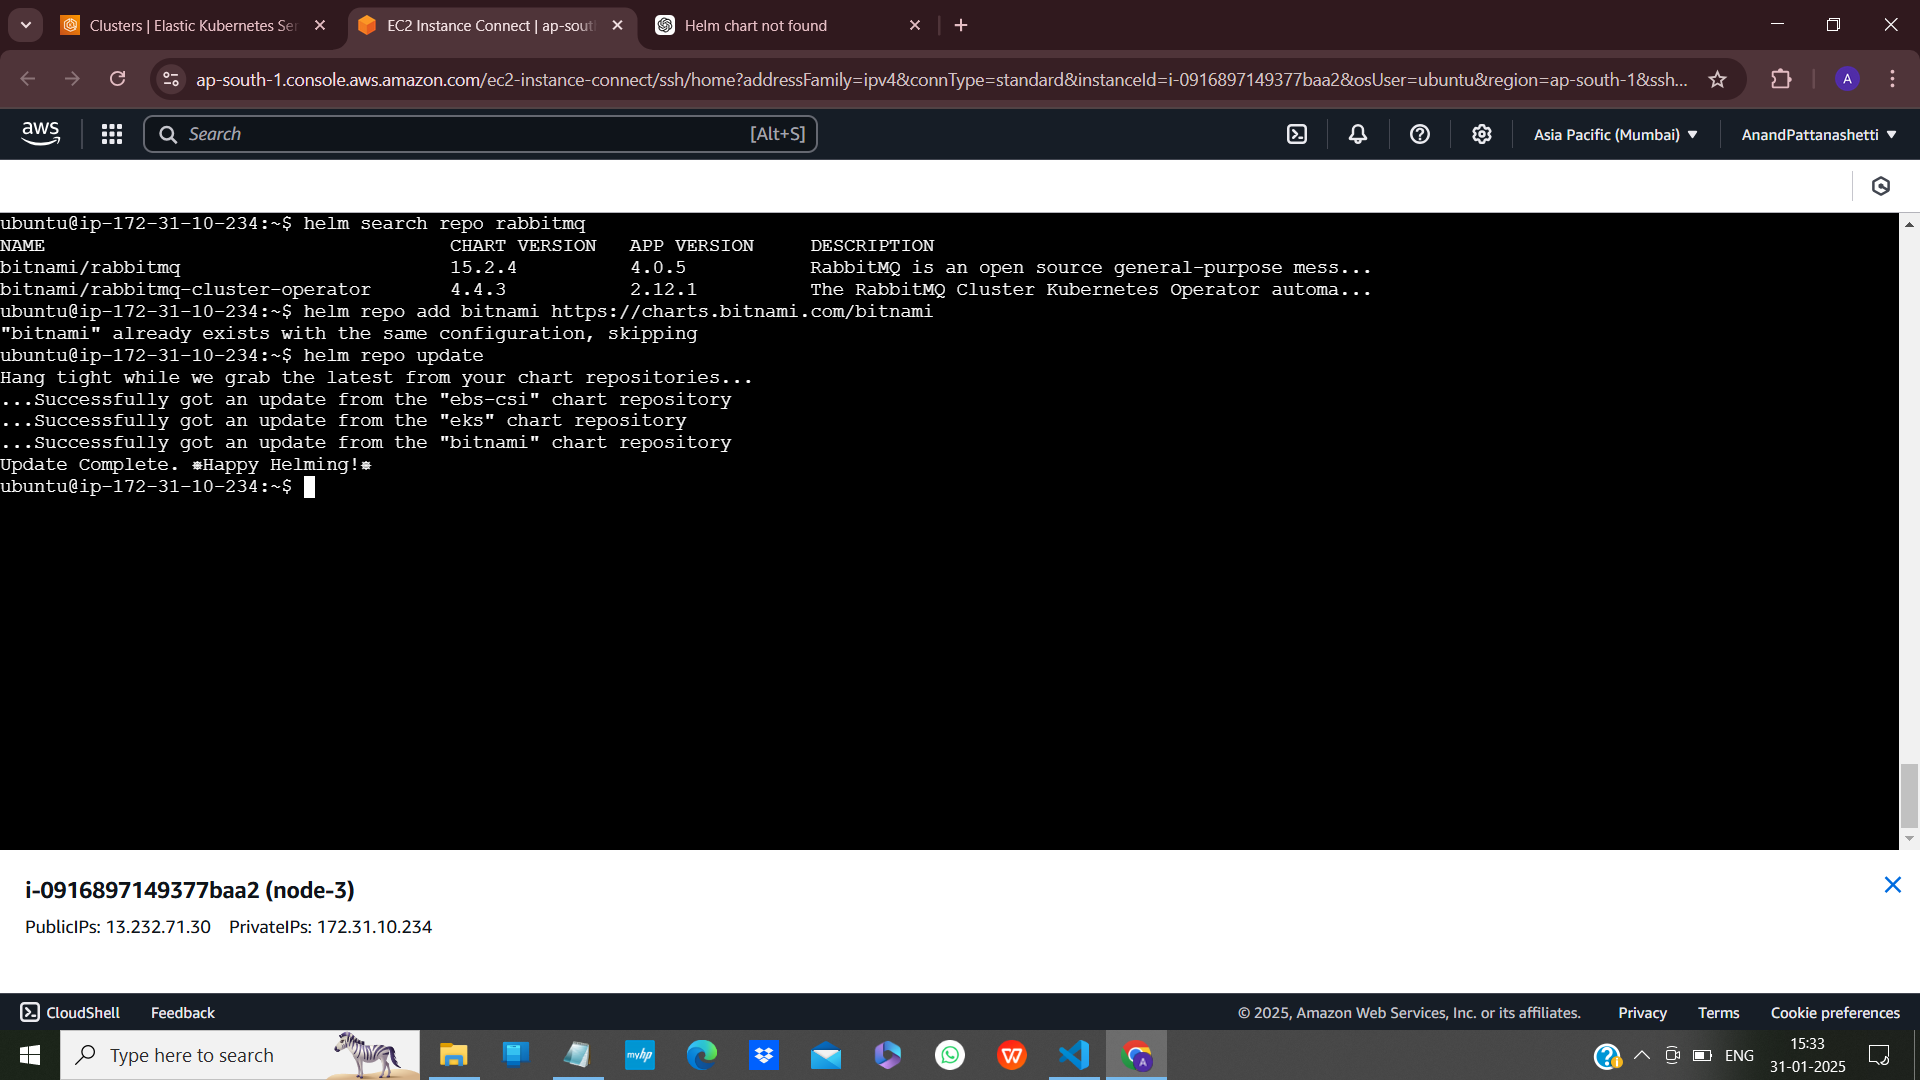 Clusters | Elastic Kubernetes Ser
EC2 Instance Connect | ap-sout
Helm chart not found
ap-south-1.console.aws.amazon.com/ec2-instance-connect/ssh/home?addressFamily=ipv4&connType=standard&instanceId=i-0916897149377baa2&osUser=ubuntu&region=ap-south-1&ssh...
A
aws
Search
[Alt+S]
Asia Pacific (Mumbai)
AnandPattanashetti
ubuntu@ip-172-31-10-234:~$ helm search repo rabbitmq
NAME CHART VERSION APP VERSION DESCRIPTION
bitnami/rabbitmq 15.2.4 4.0.5 RabbitMQ is an open source general-purpose mess...
bitnami/rabbitmq-cluster-operator 4.4.3 2.12.1 The RabbitMQ Cluster Kubernetes Operator automa...
ubuntu@ip-172-31-10-234:~$ helm repo add bitnami https://charts.bitnami.com/bitnami
"bitnami" already exists with the same configuration, skipping
ubuntu@ip-172-31-10-234:~$ helm repo update
Hang tight while we grab the latest from your chart repositories...
...Successfully got an update from the "ebs-csi" chart repository
...Successfully got an update from the "eks" chart repository
...Successfully got an update from the "bitnami" chart repository
Update Complete. ⎈Happy Helming!⎈
ubuntu@ip-172-31-10-234:~$
i-0916897149377baa2 (node-3)
PublicIPs: 13.232.71.30 PrivateIPs: 172.31.10.234
CloudShell
Feedback
© 2025, Amazon Web Services, Inc. or its affiliates.
Privacy
Terms
Cookie preferences
Type here to search
myhp
W
A
ENG
15:33
31-01-2025